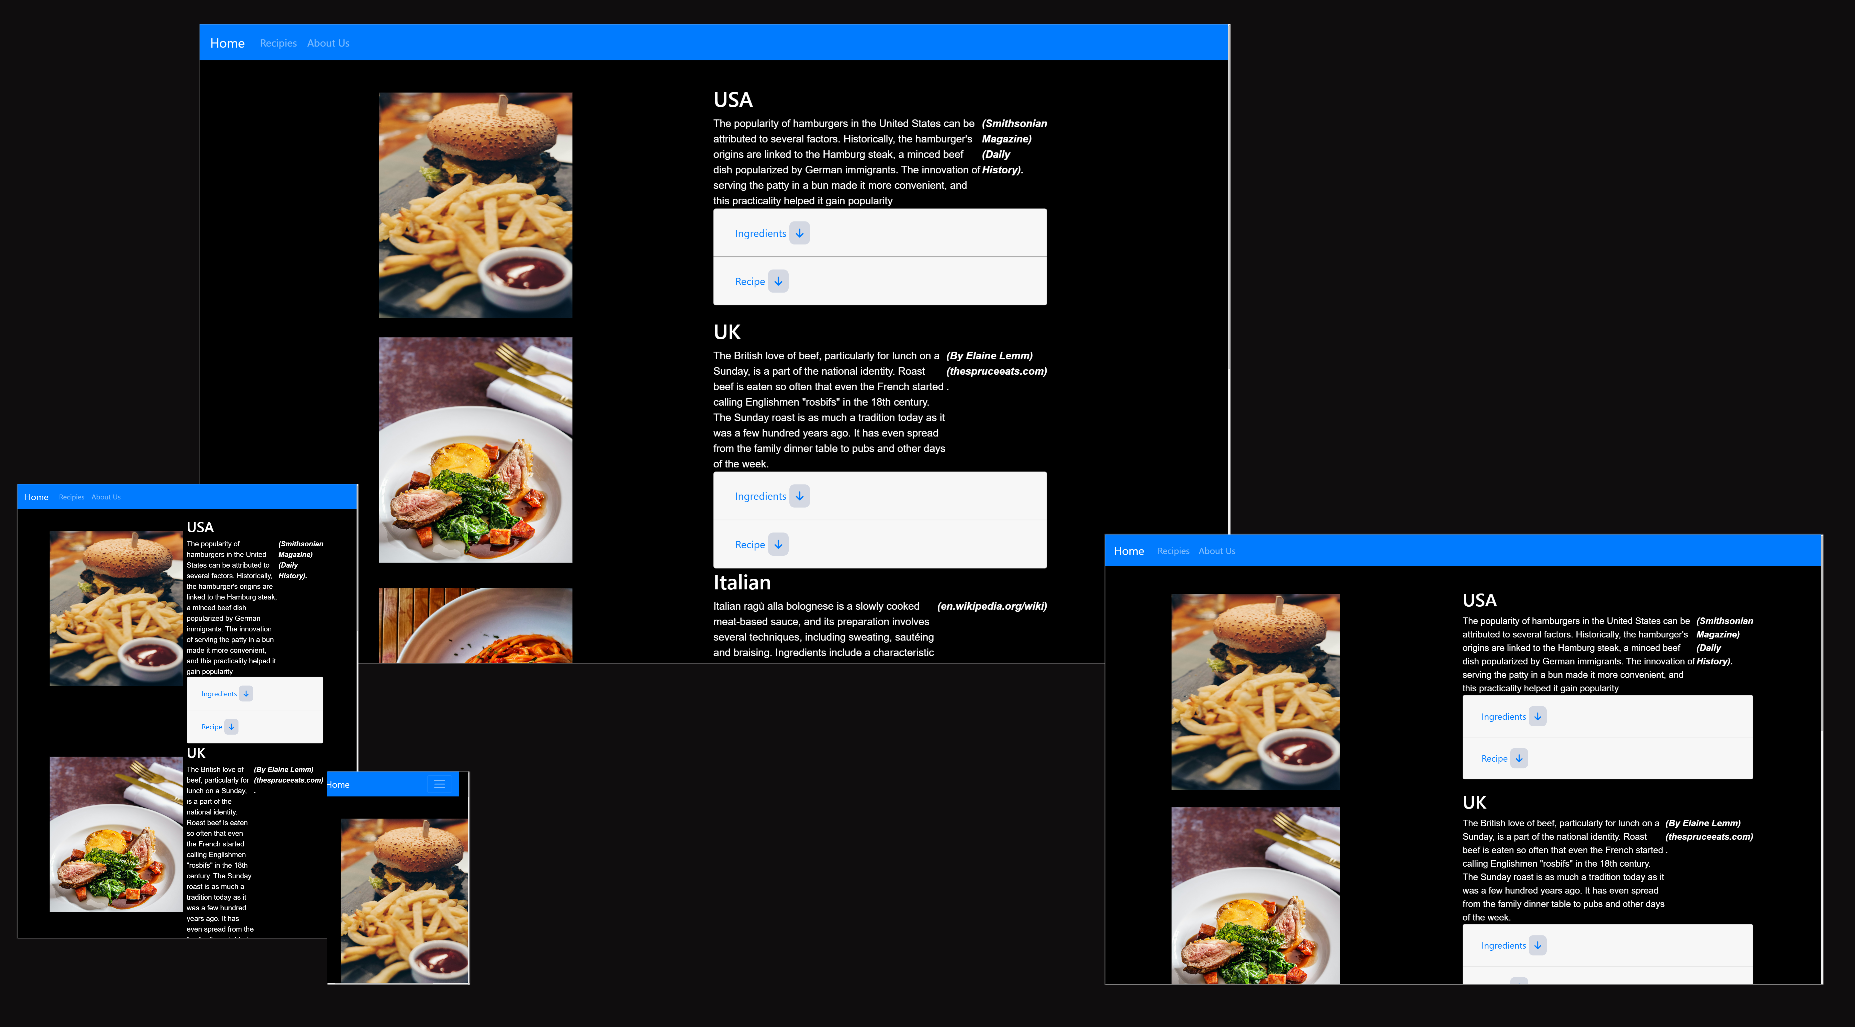 Home Recipies About Us
USA
The popularity of hamburgers in the United States can be
attributed to several factors. Historically, the hamburger's
origins are linked to the Hamburg steak, a minced beef
dish popularized by German immigrants. The innovation of
serving the patty in a bun made it more convenient, and
this practicality helped it gain popularity
(Smithsonian
Magazine)
(Daily
History).
Ingredients
Recipe
UK
The British love of beef, particularly for lunch on a
Sunday, is a part of the national identity. Roast
beef is eaten so often that even the French started
calling Englishmen "rosbifs" in the 18th century.
The Sunday roast is as much a tradition today as it
was a few hundred years ago. It has even spread
from the family dinner table to pubs and other days
of the week.
(By Elaine Lemm)
(thespruceeats.com)
.
Ingredients
Recipe
Italian
Italian ragù alla bolognese is a slowly cooked
meat-based sauce, and its preparation involves
several techniques, including sweating, sautéing
and braising. Ingredients include a characteristic
(en.wikipedia.org/wiki)
Home Recipies About Us
USA
The popularity of
hamburgers in the United
States can be attributed to
several factors. Historically,
the hamburger's origins are
linked to the Hamburg steak,
a minced beef dish
popularized by German
immigrants. The innovation
of serving the patty in a bun
made it more convenient,
and this practicality helped it
gain popularity
(Smithsonian
Magazine)
(Daily
History).
Ingredients
Recipe
UK
The British love of
beef, particularly for
lunch on a Sunday,
is a part of the
national identity.
Roast beef is eaten
so often that even
the French started
calling Englishmen
"rosbifs" in the 18th
century. The Sunday
roast is as much a
tradition today as it
was a few hundred
years ago. It has
even spread from the
(By Elaine Lemm)
(thespruceeats.com)
.
Home
Home Recipies About Us
USA
The popularity of hamburgers in the United States can be
attributed to several factors. Historically, the hamburger's
origins are linked to the Hamburg steak, a minced beef
dish popularized by German immigrants. The innovation of
serving the patty in a bun made it more convenient, and
this practicality helped it gain popularity
(Smithsonian
Magazine)
(Daily
History).
Ingredients
Recipe
UK
The British love of beef, particularly for lunch on a
Sunday, is a part of the national identity. Roast
beef is eaten so often that even the French started
calling Englishmen "rosbifs" in the 18th century.
The Sunday roast is as much a tradition today as it
was a few hundred years ago. It has even spread
from the family dinner table to pubs and other days
of the week.
(By Elaine Lemm)
(thespruceeats.com)
.
Ingredients